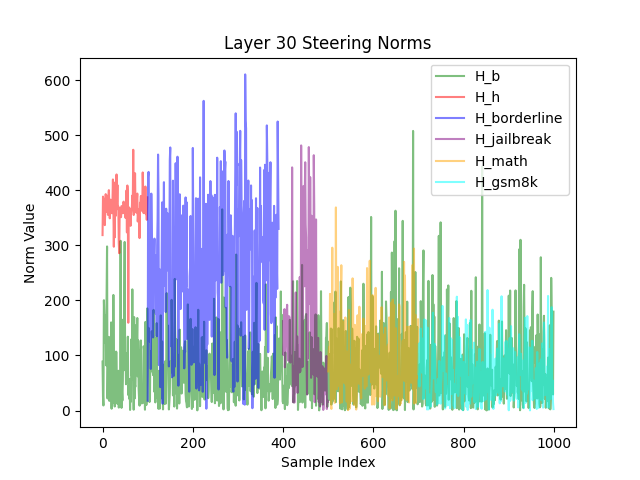 Layer 30 Steering Norms
Norm Value
600
500
400
300
200
100
0
H_b
H_h
H_borderline
H_jailbreak
H_math
H_gsm8k
0 200 400 600 800 1000
Sample Index